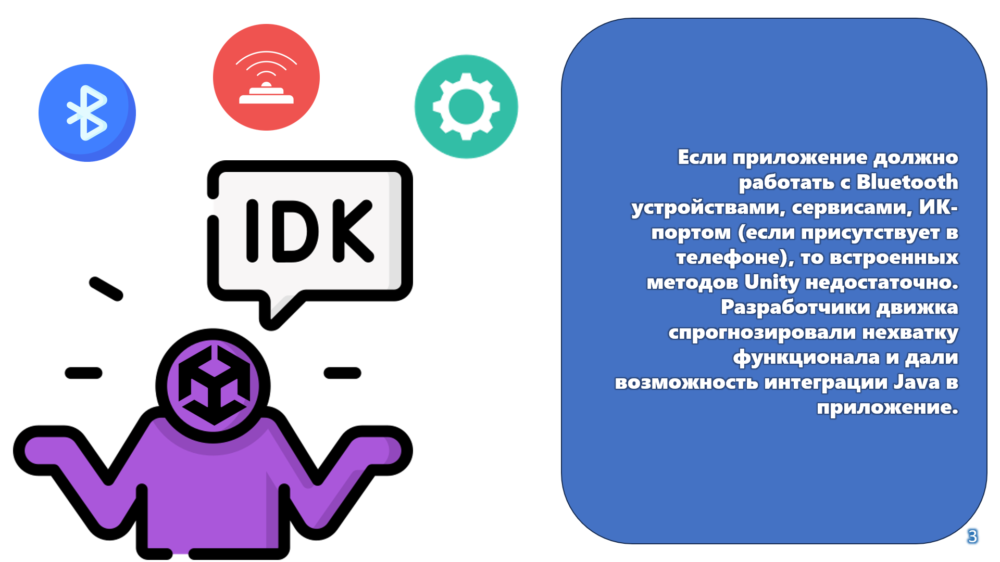 IDK
Если приложение должно
работать с Bluetooth
устройствами, сервисами, ИК-
портом (если присутствует в
телефоне), то встроенных
методов Unity недостаточно.
Разработчики движка
спрогнозировали нехватку
функционала и дали
возможность интеграции Java в
приложение.
3